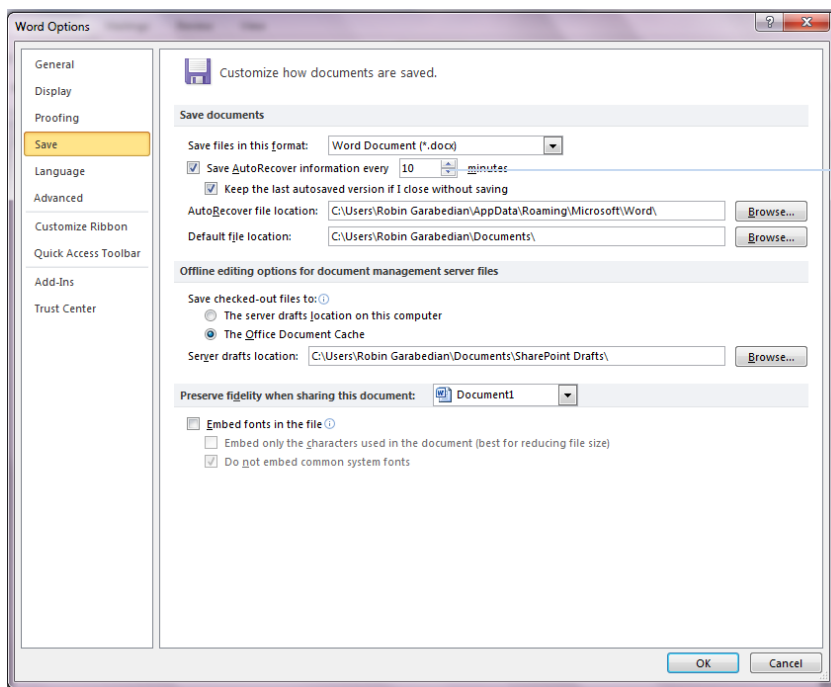 Word Options
General
Display
Proofing
Save
Language
Advanced
Customize Ribbon
Quick Access Toolbar
Add-Ins
Trust Center
Customize how documents are saved.
Save documents
Save files in this format: Word Document (*.docx)
Save AutoRecover information every 10 minutes
Keep the last autosaved version if I close without saving
AutoRecover file location: C:\Users\Robin Garabedian\AppData\Roaming\Microsoft\Word\ Browse...
Default file location: C:\Users\Robin Garabedian\Documents\ Browse...
Offline editing options for document management server files
Save checked-out files to:
The server drafts location on this computer
The Office Document Cache
Server drafts location: C:\Users\Robin Garabedian\Documents\SharePoint Drafts\ Browse...
Preserve fidelity when sharing this document: Document1
Embed fonts in the file
Embed only the characters used in the document (best for reducing file size)
Do not embed common system fonts
OK Cancel